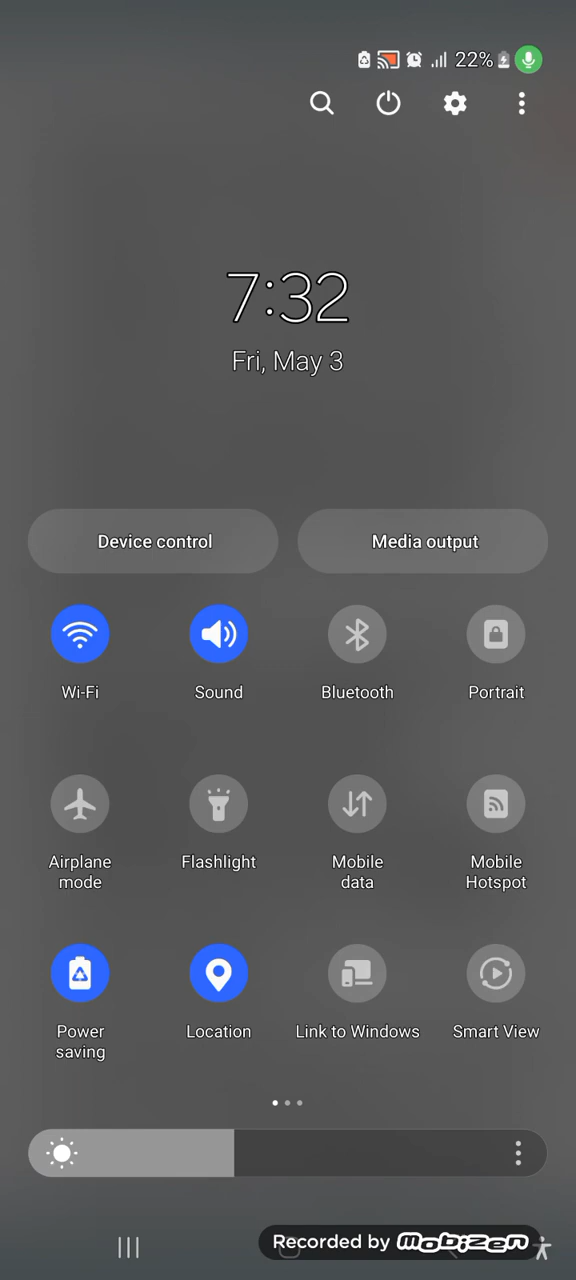 22%
7:32
Fri, May 3
Device control
Media output
Wi-Fi
Sound
Bluetooth
Portrait
Airplane
mode
Flashlight
Mobile
data
Mobile
Hotspot
Power
saving
Location
Link to Windows
Smart View
Recorded by mobizen